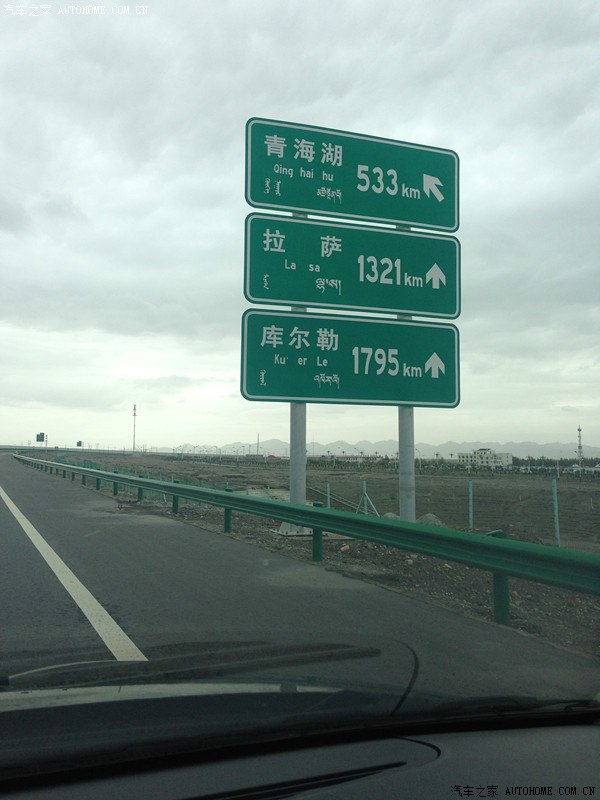 汽车之家 AUTOHOME.COM.CN
青海湖
Qing hai hu
533 km
མཚོ་སྔོན་པོ
拉 萨
La sa
1321 km
ལྷ་ས།
库尔勒
Ku' er Le
1795 km
汽车之家 AUTOHOME.COM.CN